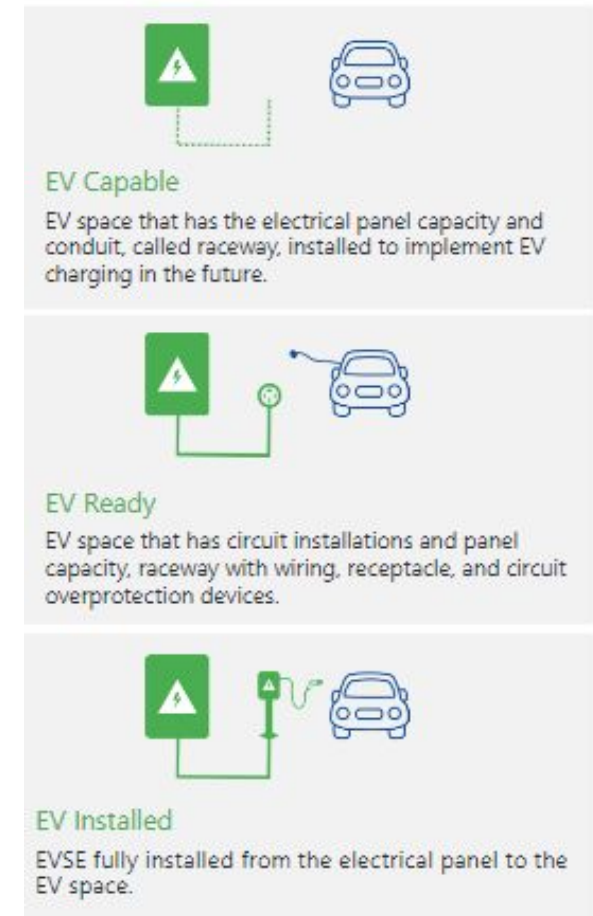 EV Capable
EV space that has the electrical panel capacity and
conduit, called raceway, installed to implement EV
charging in the future.
EV Ready
EV space that has circuit installations and panel
capacity, raceway with wiring, receptacle, and circuit
overprotection devices.
EV Installed
EVSE fully installed from the electrical panel to the
EV space.